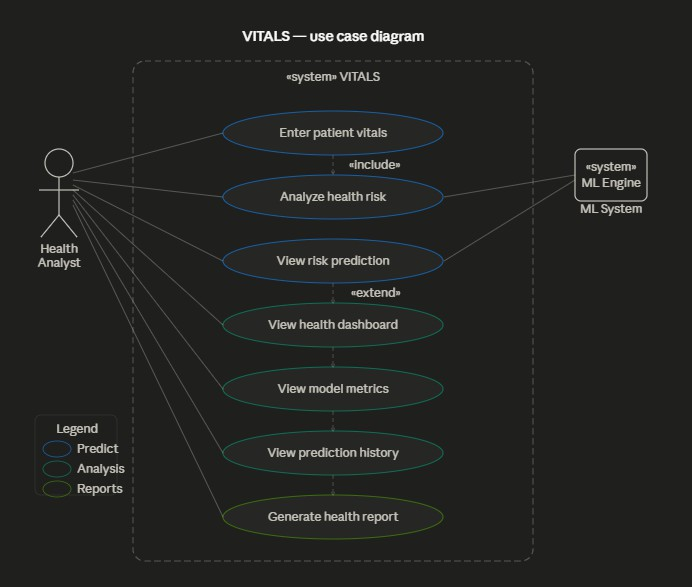 VITALS — use case diagram
«system» VITALS
Enter patient vitals
«include»
Analyze health risk
View risk prediction
«extend»
View health dashboard
View model metrics
View prediction history
Generate health report
Health
Analyst
«system»
ML Engine
ML System
Legend
Predict
Analysis
Reports